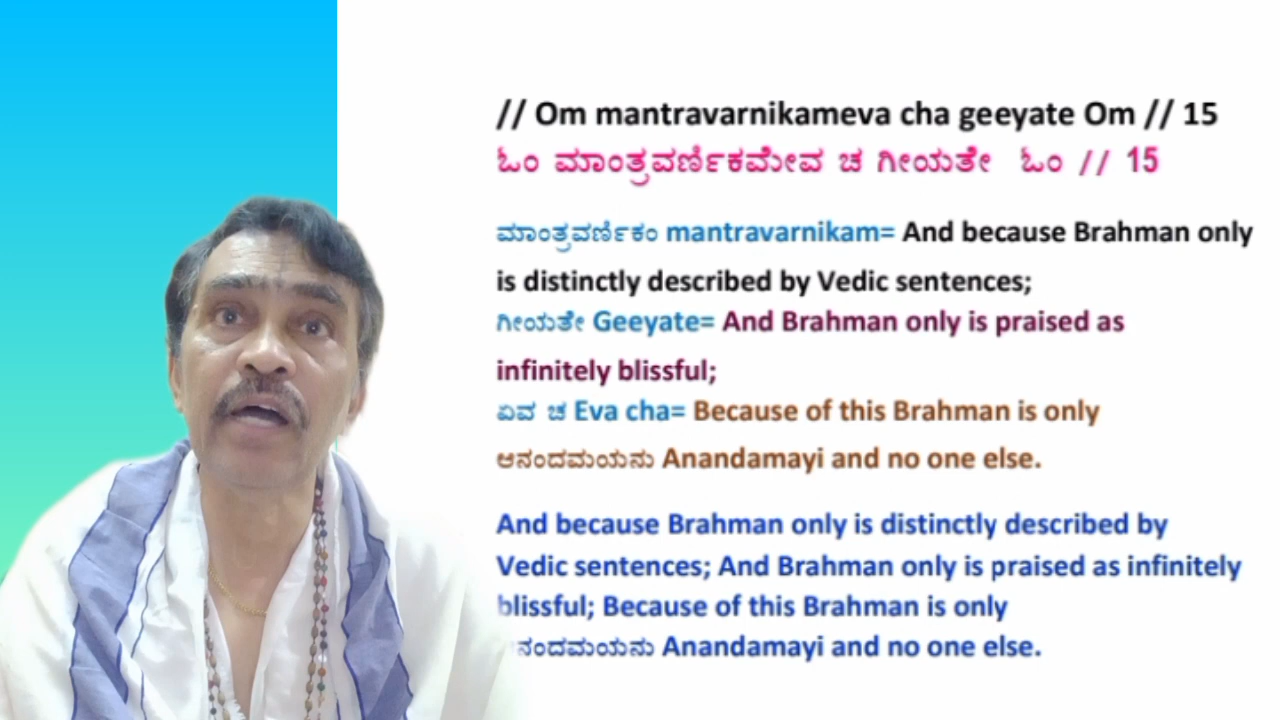 // Om mantravarnikameva cha geeyate Om // 15
ಓಂ ಮಾಂತ್ರವರ್ಣಿಕಮೇವ ಚ ಗೀಯತೇ ಓಂ // 15
ಮಾಂತ್ರವರ್ಣಿಕಂ mantravarnikam= And because Brahman only
is distinctly described by Vedic sentences;
ಗೀಯತೇ Geeyate= And Brahman only is praised as
infinitely blissful;
ಏವ ಚ Eva cha= Because of this Brahman is only
ಆನಂದಮಯನು Anandamayi and no one else.
And because Brahman only is distinctly described by
Vedic sentences; And Brahman only is praised as infinitely
blissful; Because of this Brahman is only
ಆನಂದಮಯನು Anandamayi and no one else.